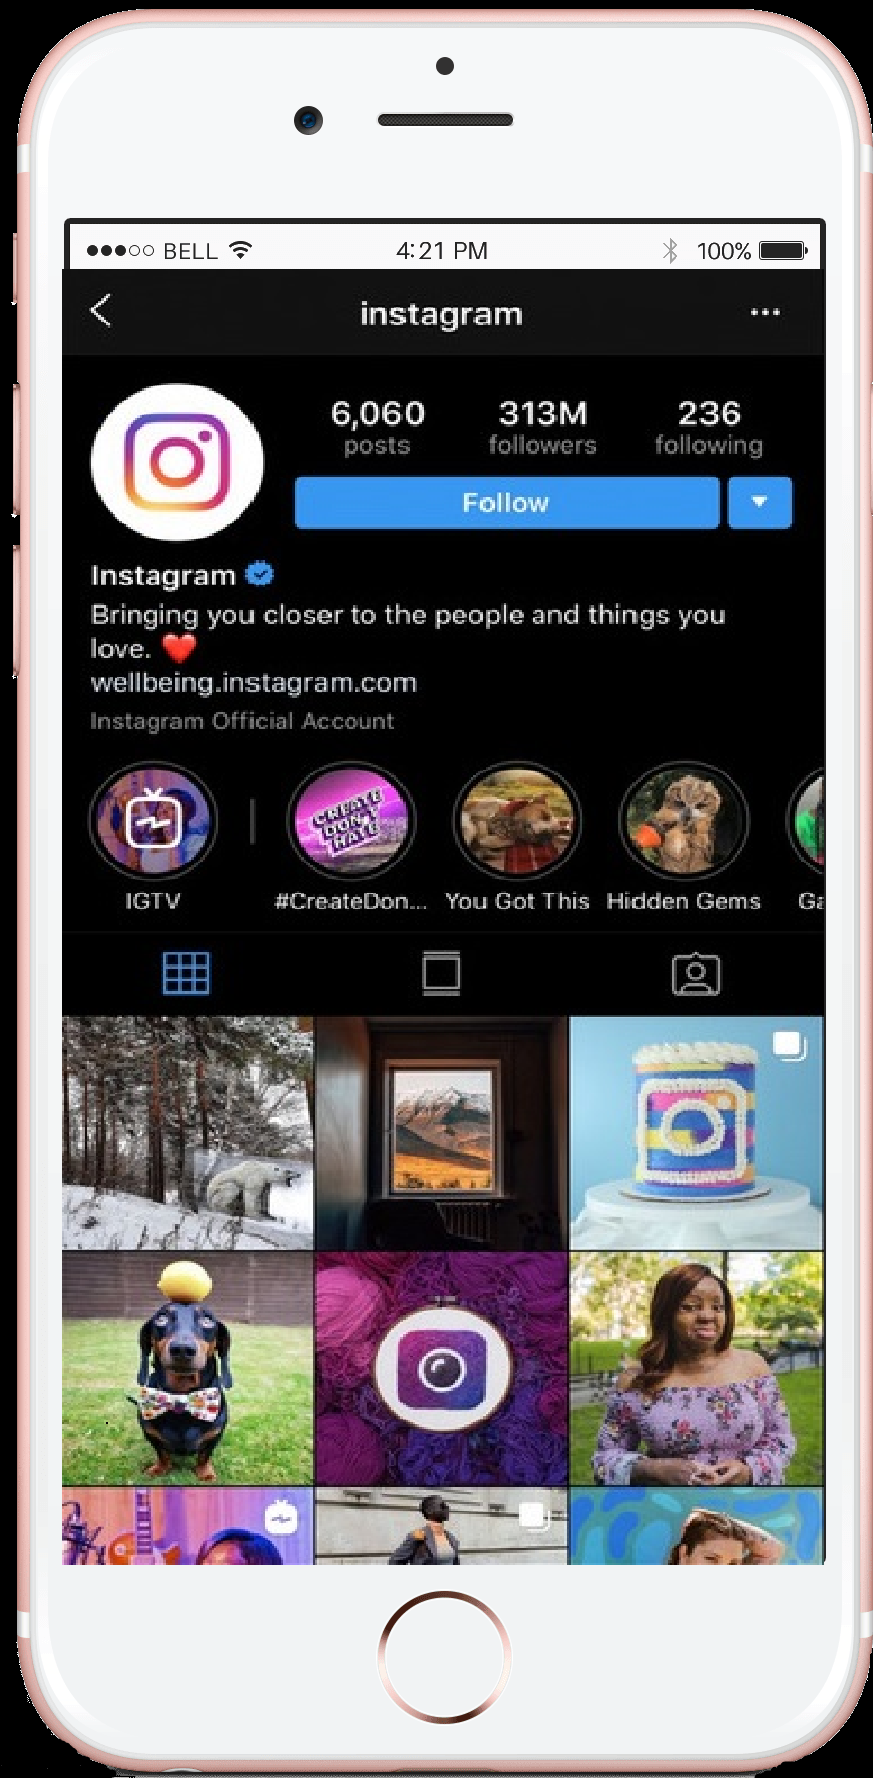 BELL 4:21 PM 100%
instagram
6,060 313M 236
posts followers following
Follow
Instagram
Bringing you closer to the people and things you
love. ❤️
wellbeing.instagram.com
Instagram Official Account
CREATE
DON'T
HATE
IGTV #CreateDon... You Got This Hidden Gems Ga